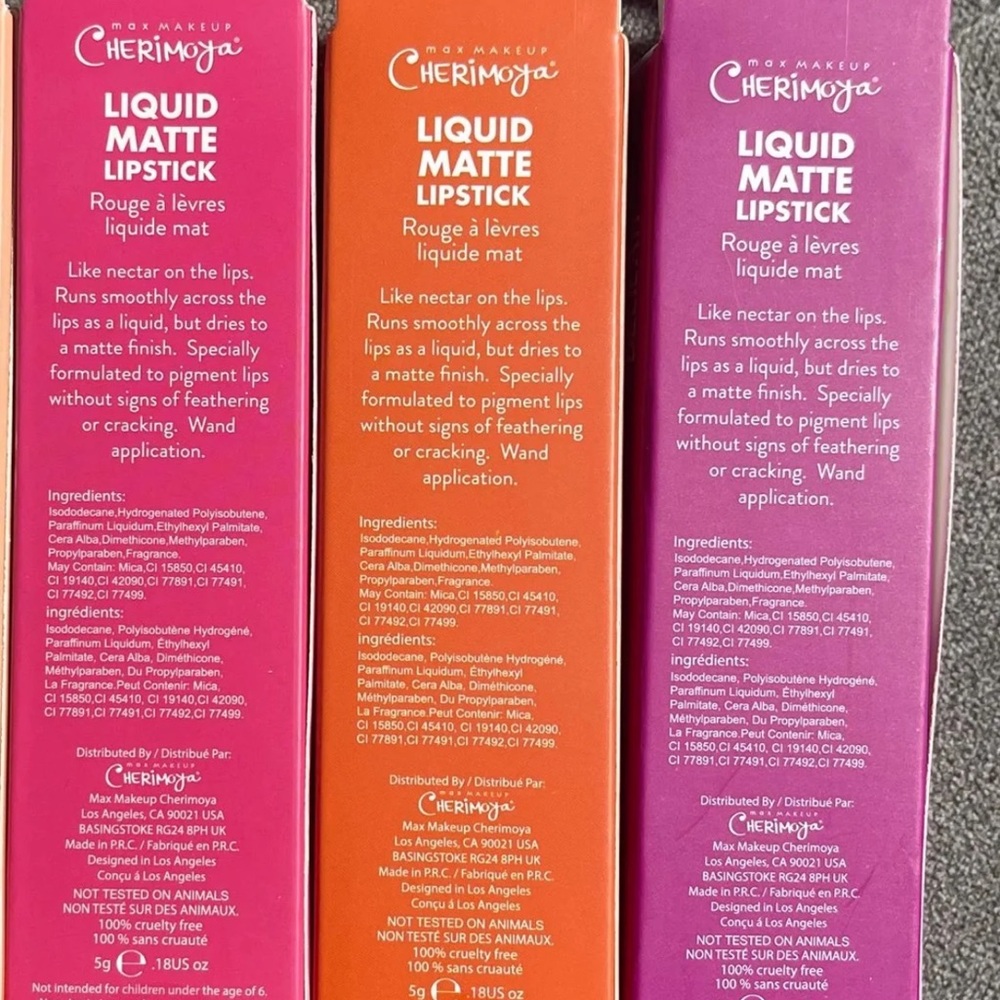 max MAKEUP
CHERIMOYA®
LIQUID
MATTE
LIPSTICK
Rouge à lèvres
liquide mat
Like nectar on the lips.
Runs smoothly across the
lips as a liquid, but dries to
a matte finish. Specially
formulated to pigment lips
without signs of feathering
or cracking. Wand
application.
Ingredients:
Isododecane,Hydrogenated Polyisobutene,
Paraffinum Liquidum,Ethylhexyl Palmitate,
Cera Alba,Dimethicone,Methylparaben,
Propylparaben,Fragrance.
May Contain: Mica,CI 15850,CI 45410,
CI 19140,CI 42090,CI 77891,CI 77491,
CI 77492,CI 77499.
ingrédients:
Isododecane, Polyisobutène Hydrogéné,
Paraffinum Liquidum, Éthylhexyl
Palmitate, Cera Alba, Diméthicone,
Méthylparaben, Du Propylparaben,
La Fragrance.Peut Contenir: Mica,
CI 15850,CI 45410, CI 19140,CI 42090,
CI 77891,CI 77491,CI 77492,CI 77499.
Distributed By / Distribué Par:
max MAKEUP
CHERIMOYA®
Max Makeup Cherimoya
Los Angeles, CA 90021 USA
BASINGSTOKE RG24 8PH UK
Made in P.R.C. / Fabriqué en P.R.C.
Designed in Los Angeles
Conçu á Los Angeles
NOT TESTED ON ANIMALS
NON TESTÉ SUR DES ANIMAUX.
100% cruelty free
100 % sans cruauté
5g ℮ .18US oz
Not intended for children under the age of 6.
max MAKEUP
CHERIMOYA®
LIQUID
MATTE
LIPSTICK
Rouge à lèvres
liquide mat
Like nectar on the lips.
Runs smoothly across the
lips as a liquid, but dries to
a matte finish. Specially
formulated to pigment lips
without signs of feathering
or cracking. Wand
application.
Ingredients:
Isododecane,Hydrogenated Polyisobutene,
Paraffinum Liquidum,Ethylhexyl Palmitate,
Cera Alba,Dimethicone,Methylparaben,
Propylparaben,Fragrance.
May Contain: Mica,CI 15850,CI 45410,
CI 19140,CI 42090,CI 77891,CI 77491,
CI 77492,CI 77499.
ingrédients:
Isododecane, Polyisobutène Hydrogéné,
Paraffinum Liquidum, Éthylhexyl
Palmitate, Cera Alba, Diméthicone,
Méthylparaben, Du Propylparaben,
La Fragrance.Peut Contenir: Mica,
CI 15850,CI 45410, CI 19140,CI 42090,
CI 77891,CI 77491,CI 77492,CI 77499.
Distributed By / Distribué Par:
max MAKEUP
CHERIMOYA®
Max Makeup Cherimoya
Los Angeles, CA 90021 USA
BASINGSTOKE RG24 8PH UK
Made in P.R.C. / Fabriqué en P.R.C.
Designed in Los Angeles
Conçu á Los Angeles
NOT TESTED ON ANIMALS
NON TESTÉ SUR DES ANIMAUX.
100% cruelty free
100 % sans cruauté
5g ℮ .18US oz
max MAKEUP
CHERIMOYA®
LIQUID
MATTE
LIPSTICK
Rouge à lèvres
liquide mat
Like nectar on the lips.
Runs smoothly across the
lips as a liquid, but dries to
a matte finish. Specially
formulated to pigment lips
without signs of feathering
or cracking. Wand
application.
Ingredients:
Isododecane,Hydrogenated Polyisobutene,
Paraffinum Liquidum,Ethylhexyl Palmitate,
Cera Alba,Dimethicone,Methylparaben,
Propylparaben,Fragrance.
May Contain: Mica,CI 15850,CI 45410,
CI 19140,CI 42090,CI 77891,CI 77491,
CI 77492,CI 77499.
ingrédients:
Isododecane, Polyisobutène Hydrogéné,
Paraffinum Liquidum, Éthylhexyl
Palmitate, Cera Alba, Diméthicone,
Méthylparaben, Du Propylparaben,
La Fragrance.Peut Contenir: Mica,
CI 15850,CI 45410, CI 19140,CI 42090,
CI 77891,CI 77491,CI 77492,CI 77499.
Distributed By / Distribué Par:
max MAKEUP
CHERIMOYA®
Max Makeup Cherimoya
Los Angeles, CA 90021 USA
BASINGSTOKE RG24 8PH UK
Made in P.R.C. / Fabriqué en P.R.C.
Designed in Los Angeles
Conçu á Los Angeles
NOT TESTED ON ANIMALS
NON TESTÉ SUR DES ANIMAUX.
100% cruelty free
100 % sans cruauté